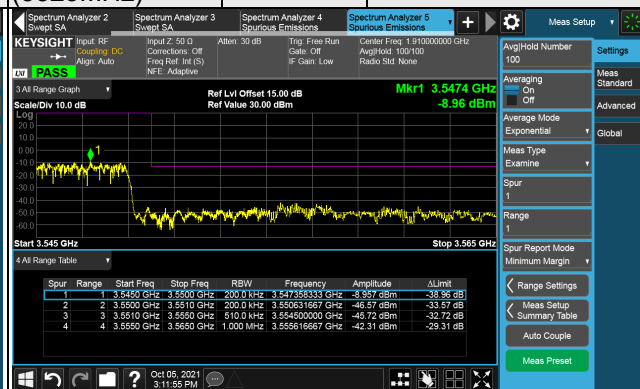 Spectrum Analyzer 2
Swept SA
Spectrum Analyzer 3
Swept SA
Spectrum Analyzer 4
Spurious Emissions
Spectrum Analyzer 5
Spurious Emissions
Meas Setup
KEYSIGHT
Input: RF
Coupling: DC
Align: Auto
Input Z: 50 Ω
Corrections: Off
Freq Ref: Int (S)
NFE: Adaptive
Atten: 30 dB
Trig: Free Run
Gate: Off
IF Gain: Low
Center Freq: 1.910000000 GHz
Avg|Hold: 100/100
Radio Std: None
LXI PASS
3 All Range Graph
Scale/Div 10.0 dB
Ref Lvl Offset 15.00 dB
Ref Value 30.00 dBm
Mkr1 3.5474 GHz
-8.96 dBm
Log
20.0
10.0
0.00
-10.0
-20.0
-30.0
-40.0
-50.0
-60.0
1
Start 3.545 GHz
Stop 3.565 GHz
4 All Range Table
Spur Range Start Freq Stop Freq RBW Frequency Amplitude ΔLimit
1 1 3.5450 GHz 3.5500 GHz 200.0 kHz 3.547358333 GHz -8.957 dBm -38.96 dB
2 2 3.5500 GHz 3.5510 GHz 200.0 kHz 3.550631667 GHz -46.57 dBm -33.57 dB
3 3 3.5510 GHz 3.5550 GHz 510.0 kHz 3.554500000 GHz -45.72 dBm -32.72 dB
4 4 3.5550 GHz 3.5650 GHz 1.000 MHz 3.555616667 GHz -42.31 dBm -29.31 dB
Avg|Hold Number
100
Averaging
On
Off
Average Mode
Exponential
Meas Type
Examine
Spur
1
Range
1
Spur Report Mode
Minimum Margin
Range Settings
Meas Setup
Summary Table
Auto Couple
Meas Preset
Settings
Meas
Standard
Advanced
Global
Oct 05, 2021
3:11:55 PM